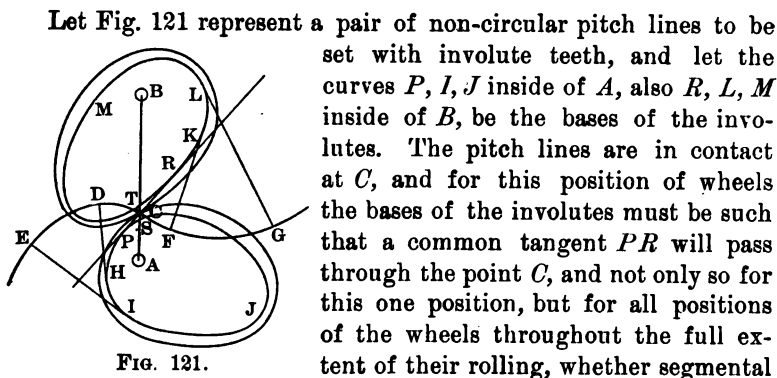 Let Fig. 121 represent a pair of non-circular pitch lines to be
set with involute teeth, and let the
curves P, I, J inside of A, also R, L, M
inside of B, be the bases of the invo-
lutes. The pitch lines are in contact
at C, and for this position of wheels
the bases of the involutes must be such
that a common tangent PR will pass
through the point C, and not only so for
this one position, but for all positions
of the wheels throughout the full ex-
tent of their rolling, whether segmental
B
M
L
K
R
D
T
C
S
E
P
F
G
H
A
I
J
Fig. 121.